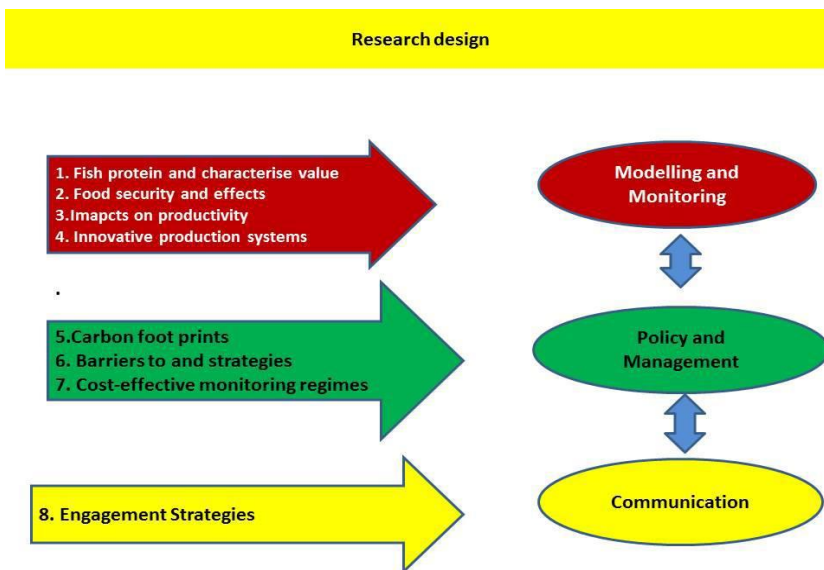 Research design
1. Fish protein and characterise value
2. Food security and effects
3.Imapcts on productivity
4. Innovative production systems
Modelling and
Monitoring
.
5.Carbon foot prints
6. Barriers to and strategies
7. Cost-effective monitoring regimes
Policy and
Management
8. Engagement Strategies
Communication